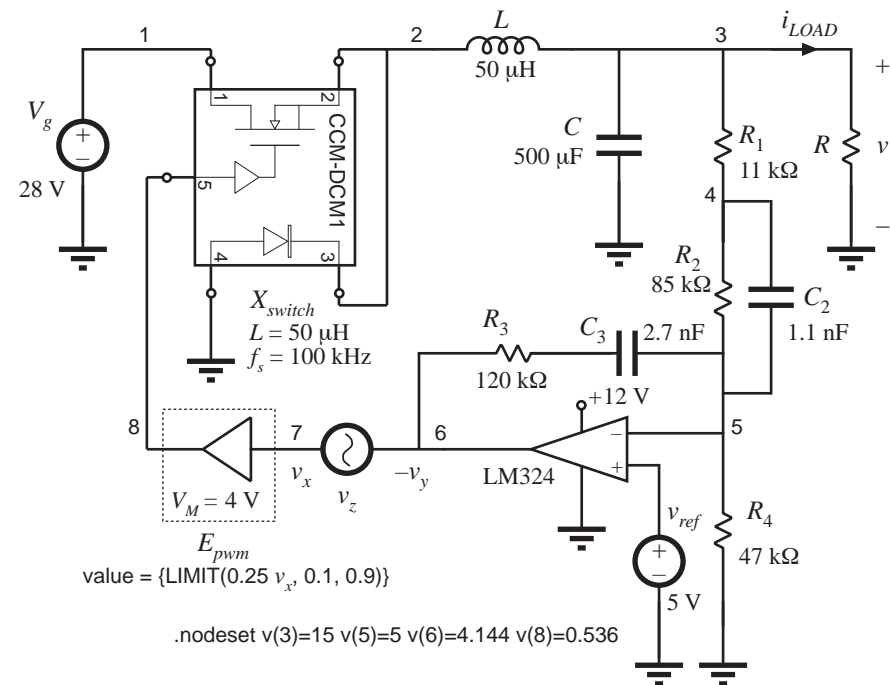 1
2
L
50 µH
3
i_LOAD
V_g
+
–
28 V
1
2
CCM-DCM1
5
4
3
C
500 µF
R_1
11 kΩ
R
+
v
–
4
R_2
85 kΩ
C_2
1.1 nF
X_switch
L = 50 µH
f_s = 100 kHz
R_3
120 kΩ
C_3
2.7 nF
+12 V
8
7
6
5
–
+
LM324
V_M = 4 V
v_x
v_z
–v_y
E_pwm
value = {LIMIT(0.25 v_x, 0.1, 0.9)}
v_ref
+
–
5 V
R_4
47 kΩ
.nodeset v(3)=15 v(5)=5 v(6)=4.144 v(8)=0.536